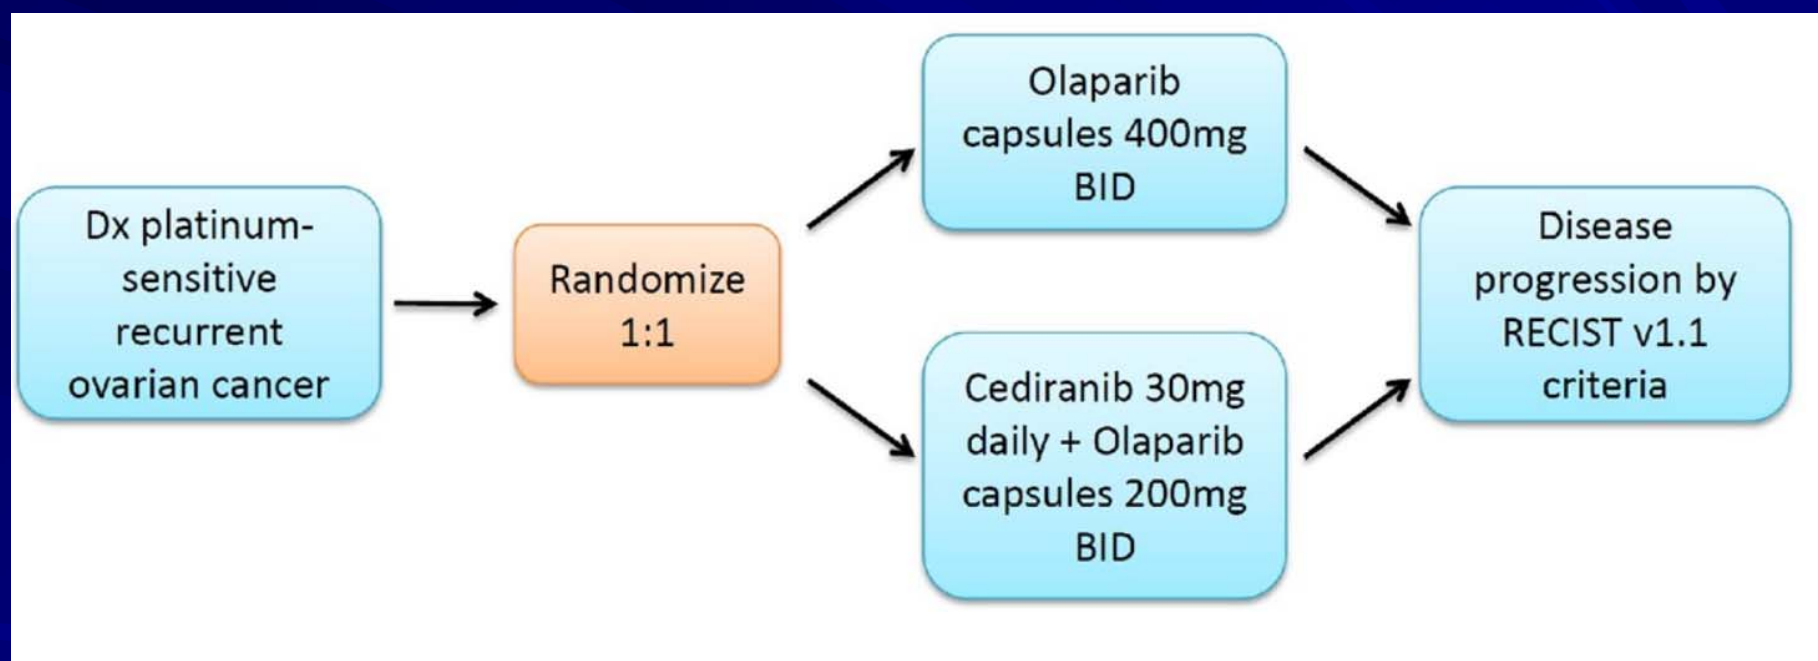 Dx platinum-
sensitive
recurrent
ovarian cancer
Randomize
1:1
Olaparib
capsules 400mg
BID
Cediranib 30mg
daily + Olaparib
capsules 200mg
BID
Disease
progression by
RECIST v1.1
criteria